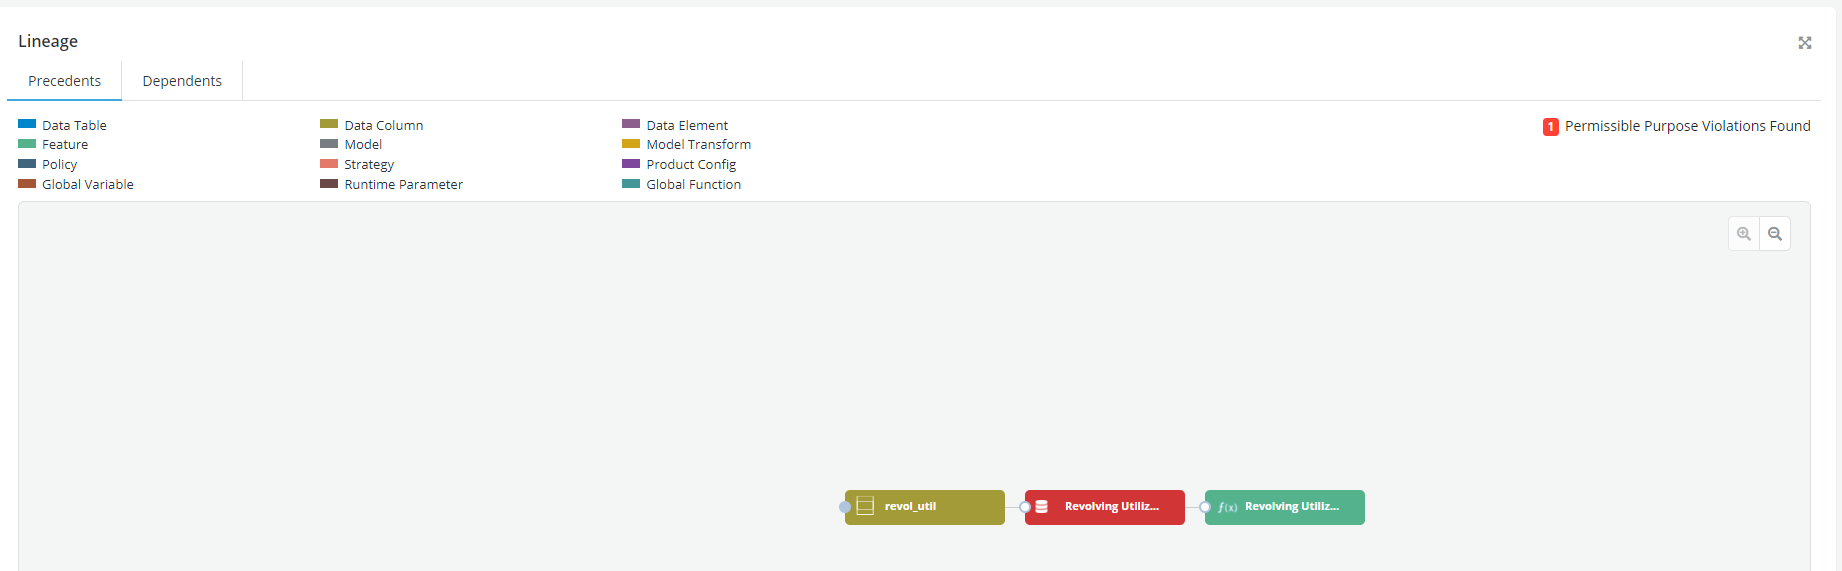 Lineage
Precedents Dependents
Data Table Data Column Data Element
1 Permissible Purpose Violations Found
Feature Model Model Transform
Policy Strategy Product Config
Global Variable Runtime Parameter Global Function
revol_util Revolving Utiliz... f(x) Revolving Utiliz...